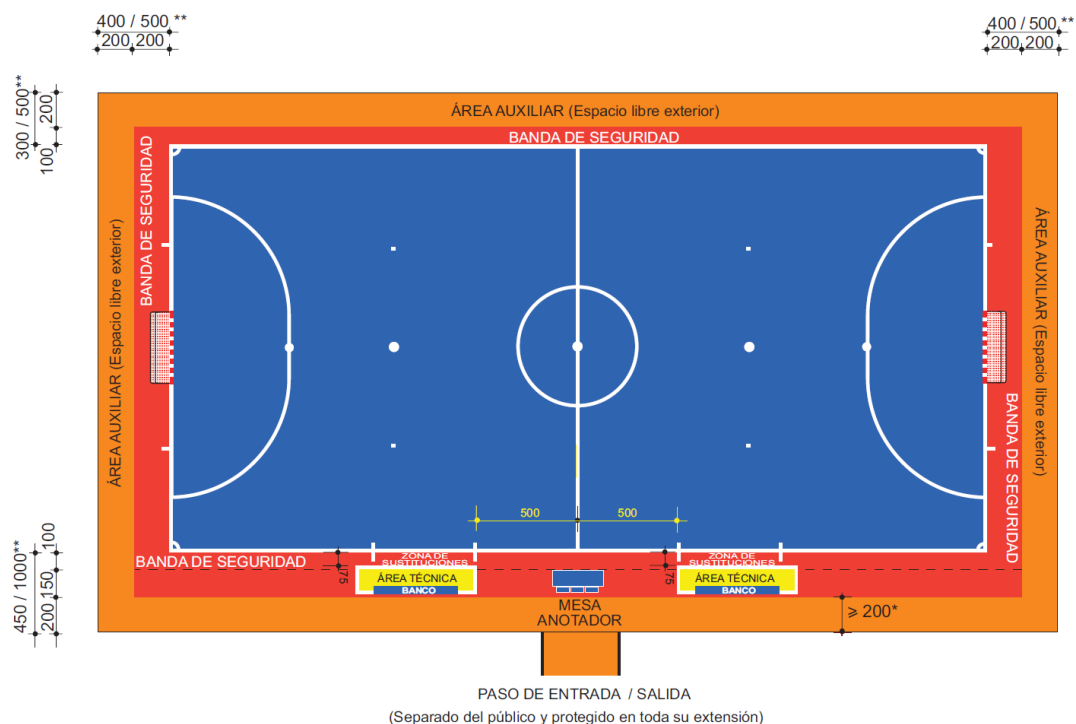 400 / 500 **
200 200
400 / 500**
200 200
300 / 500**
200
100
ÁREA AUXILIAR (Espacio libre exterior)
BANDA DE SEGURIDAD
BANDA DE SEGURIDAD
ÁREA AUXILIAR (Espacio libre exterior)
ÁREA AUXILIAR (Espacio libre exterior)
BANDA DE SEGURIDAD
500
500
450 / 1000**
100
150
200
BANDA DE SEGURIDAD
75
ZONA DE
SUSTITUCIONES
ÁREA TÉCNICA
BANCO
75
ZONA DE
SUSTITUCIONES
ÁREA TÉCNICA
BANCO
MESA
ANOTADOR
⩾ 200*
PASO DE ENTRADA / SALIDA
(Separado del público y protegido en toda su extensión)